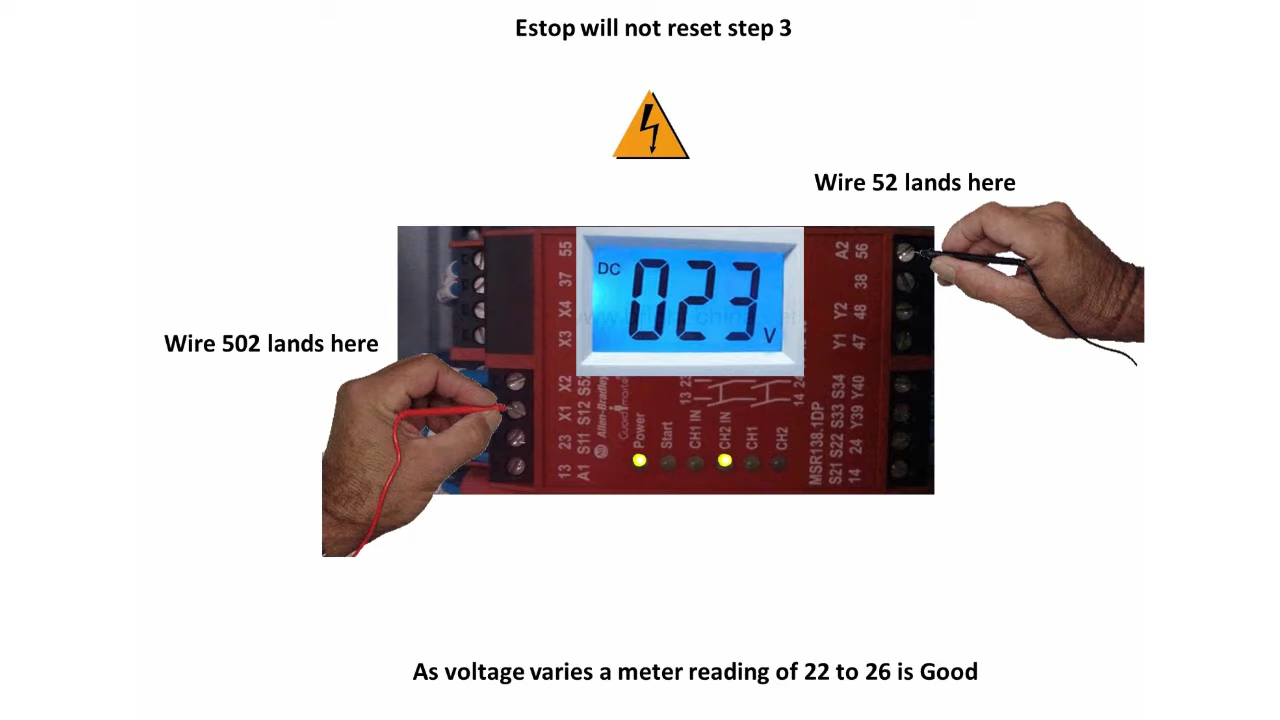 Estop will not reset step 3
Wire 52 lands here
Wire 502 lands here
DC 023 V
55
37
X4
X3
X2
X1
23
13
S12
S11
A1
Allen-Bradley
13
14
Power
Start
CH1 IN
CH2 IN
CH1
CH2
MSR138.1DP
A2
56
38
Y2 48
Y1 47
S34 Y40
S33 Y39
S22 24
S21 14
As voltage varies a meter reading of 22 to 26 is Good